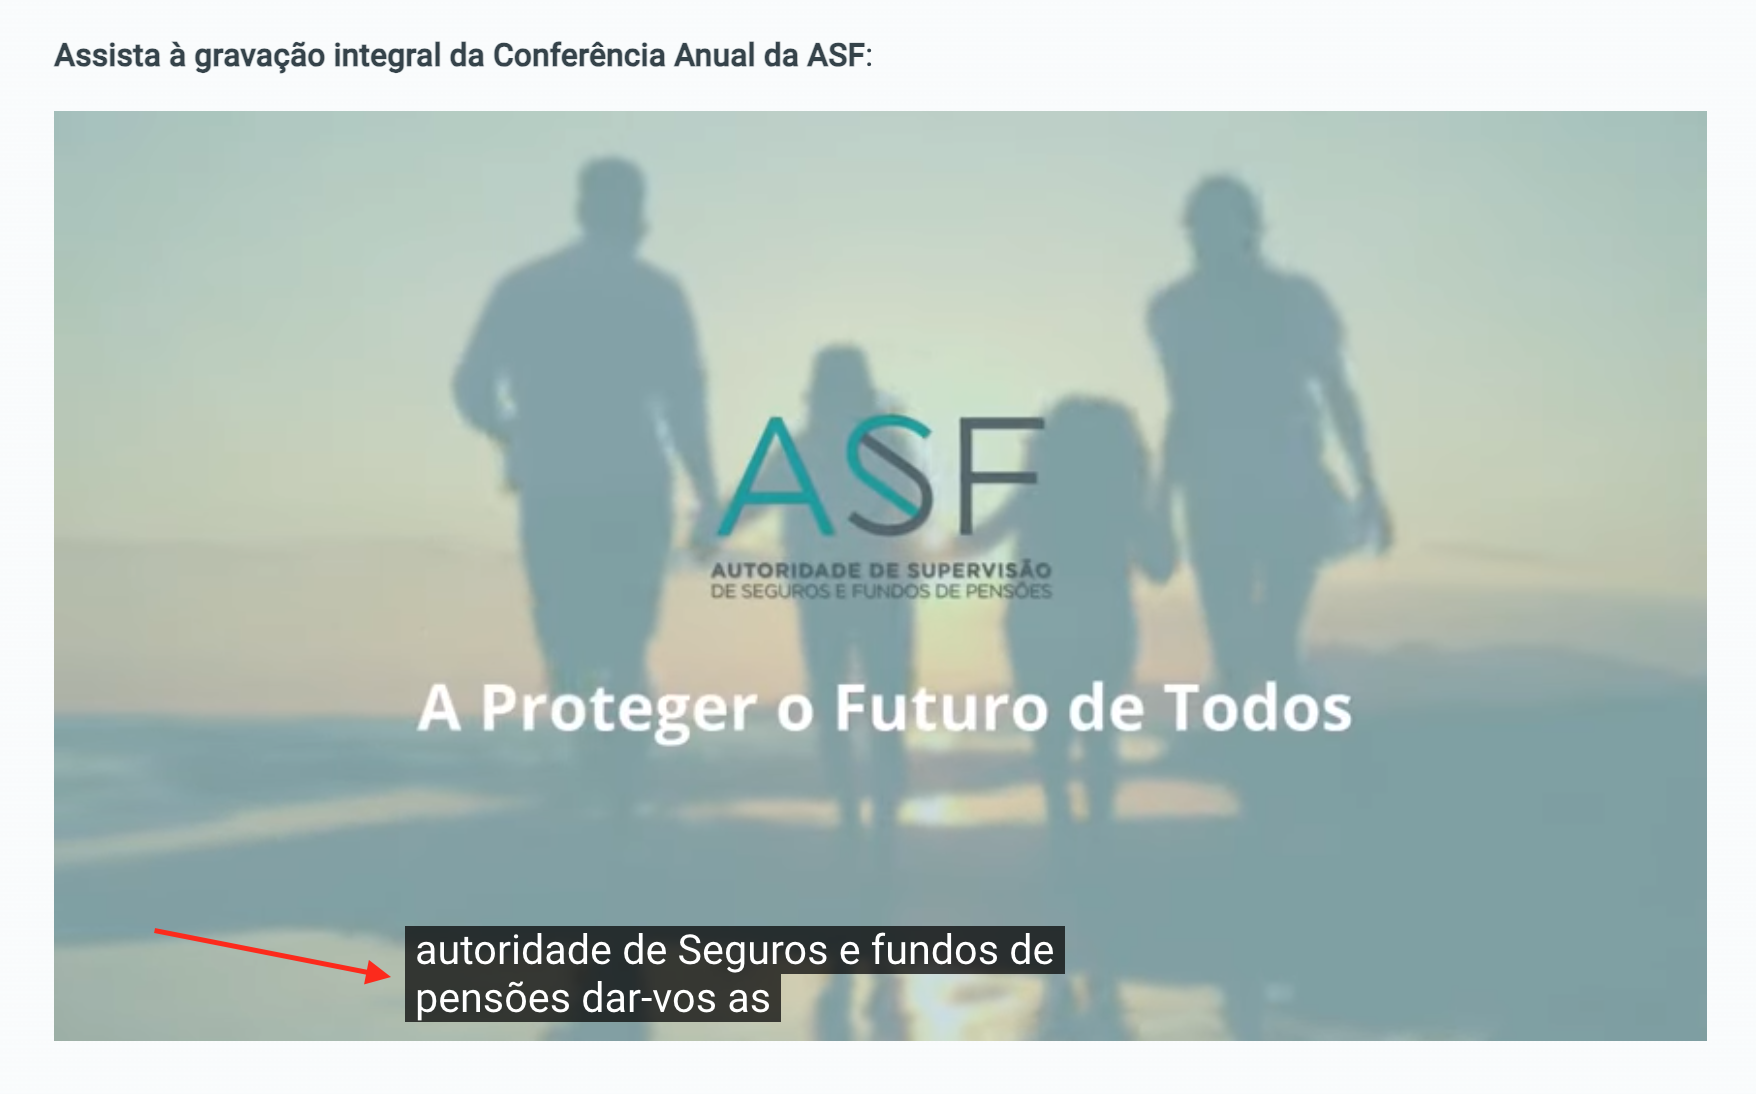 Assista à gravação integral da Conferência Anual da ASF:
ASF
AUTORIDADE DE SUPERVISÃO
DE SEGUROS E FUNDOS DE PENSÕES
A Proteger o Futuro de Todos
autoridade de Seguros e fundos de
pensões dar-vos as